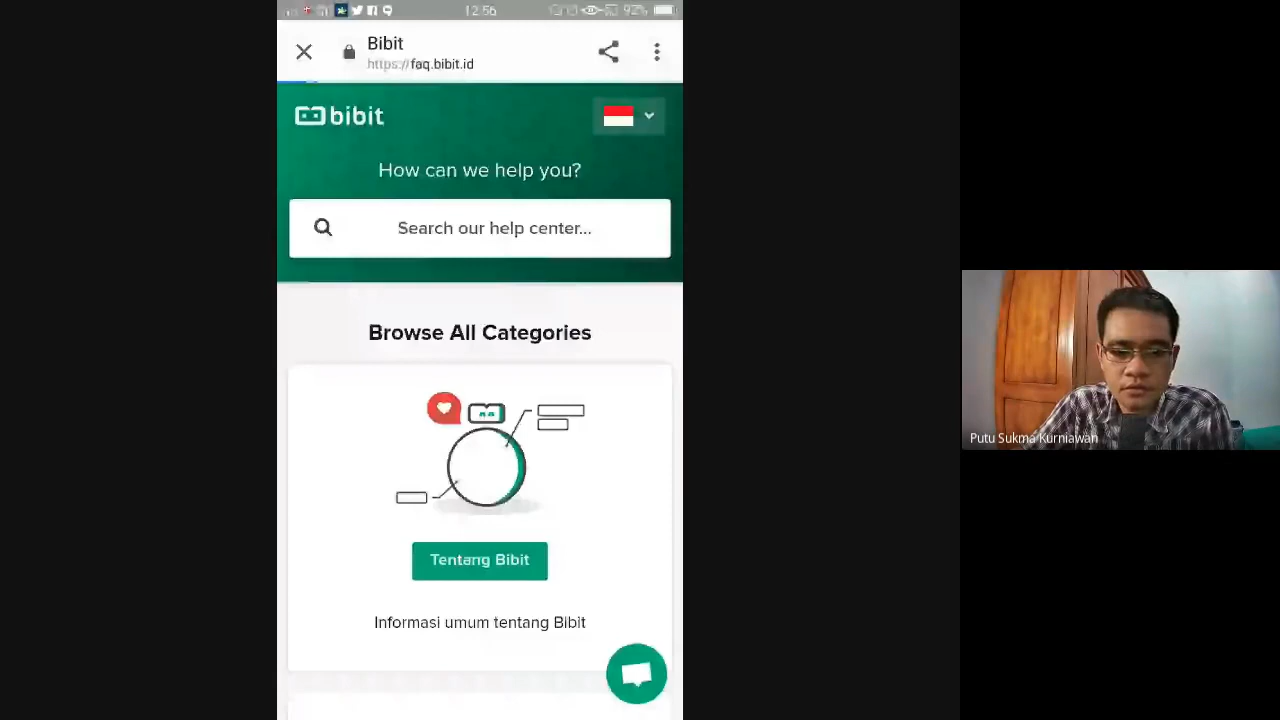 12.56
92%
Bibit
https://faq.bibit.id
bibit
How can we help you?
Search our help center...
Browse All Categories
Tentang Bibit
Informasi umum tentang Bibit
Putu Sukma Kurniawan